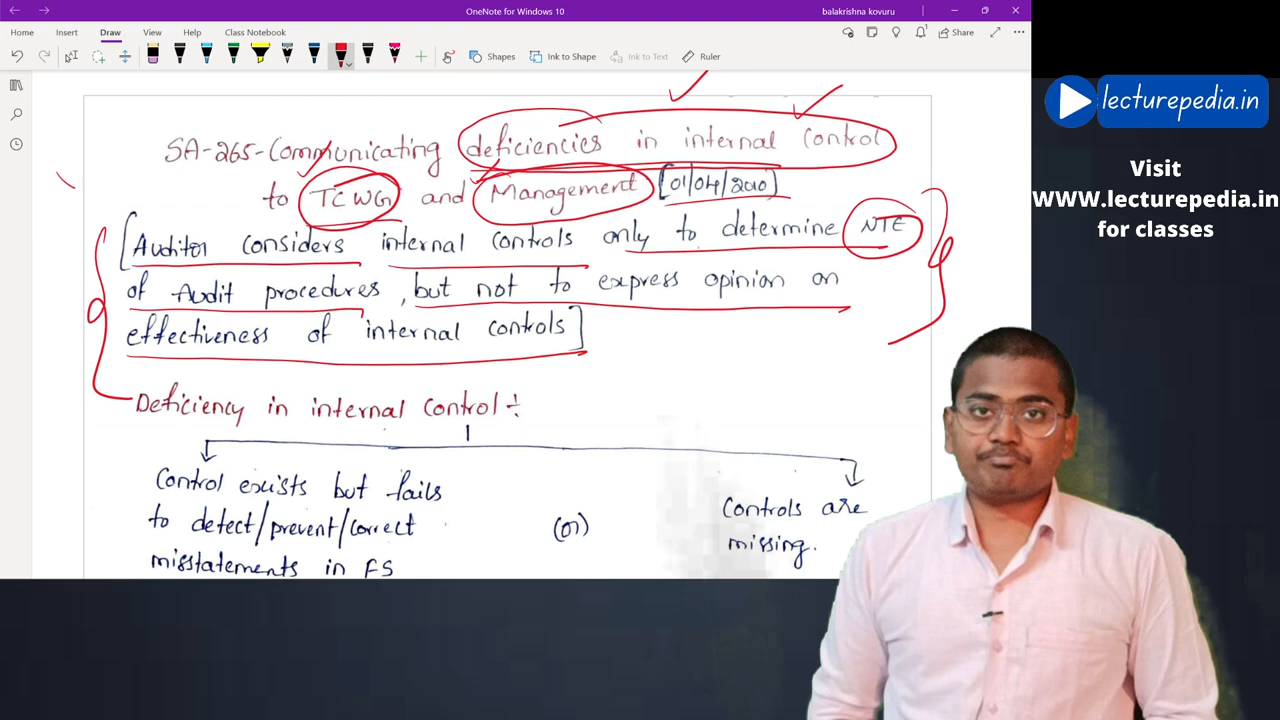 OneNote for Windows 10
balakrishna kovuru
Home Insert Draw View Help Class Notebook
Share
Shapes Ink to Shape Ink to Text Ruler
SA-265-Communicating deficiencies in internal control
to TCWG and Management [01/04/2010]
[Auditor considers internal controls only to determine NTE
of Audit procedures, but not to express opinion on
effectiveness of internal controls]
Deficiency in internal control ÷
Control exists but fails
to detect/prevent/correct
misstatements in FS
(or)
Controls are
missing.
lecturepedia.in
Visit
WWW.lecturepedia.in
for classes